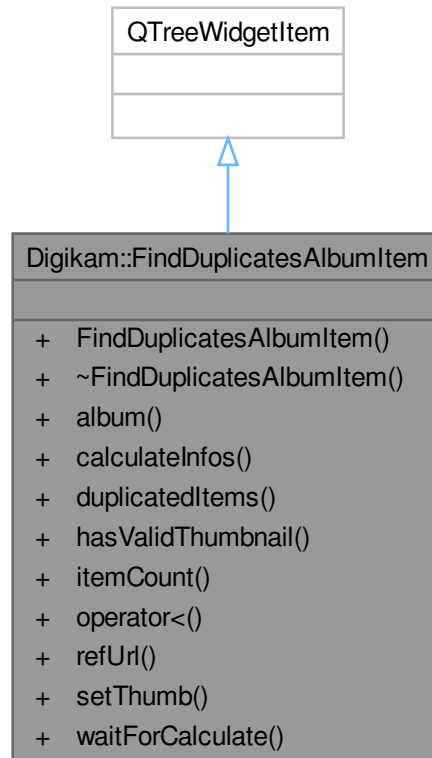 QTreeWidgetItem
Digikam::FindDuplicatesAlbumItem
+ FindDuplicatesAlbumItem()
+ ~FindDuplicatesAlbumItem()
+ album()
+ calculateInfos()
+ duplicatedItems()
+ hasValidThumbnail()
+ itemCount()
+ operator<()
+ refUrl()
+ setThumb()
+ waitForCalculate()